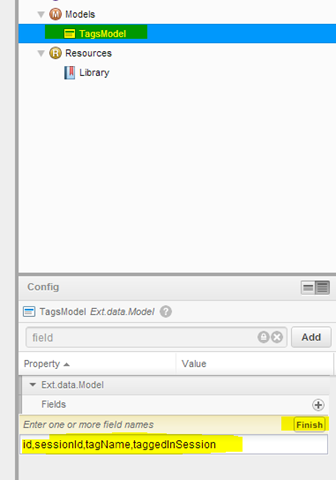 M Models
TagsModel
R Resources
Library
Config
TagsModel Ext.data.Model ?
field Add
Property Value
Ext.data.Model
Fields
Enter one or more field names Finish
id,sessionId,tagName,taggedInSession